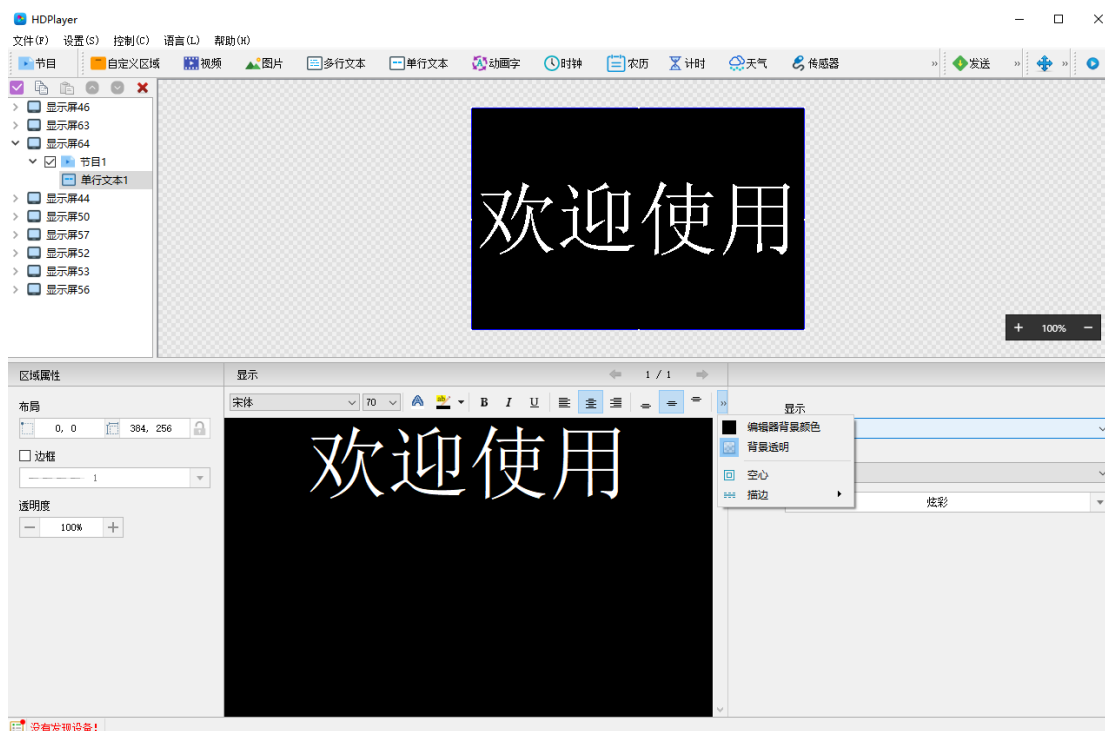 HDPlayer
文件(F) 设置(S) 控制(C) 语言(L) 帮助(H)
节目 自定义区域 视频 图片 多行文本 单行文本 动画字 时钟 农历 计时 天气 传感器 » 发送 » »
显示屏46
显示屏63
显示屏64
节目1
单行文本1
显示屏44
显示屏50
显示屏57
显示屏52
显示屏53
显示屏56
欢迎使用
+ 100% −
区域属性
布局
0, 0 384, 256
边框
1
透明度
— 100% +
显示 1 / 1
宋体 70 B I U »
欢迎使用
显示
编辑器背景颜色
背景透明
空心
描边
炫彩
没有发现设备!